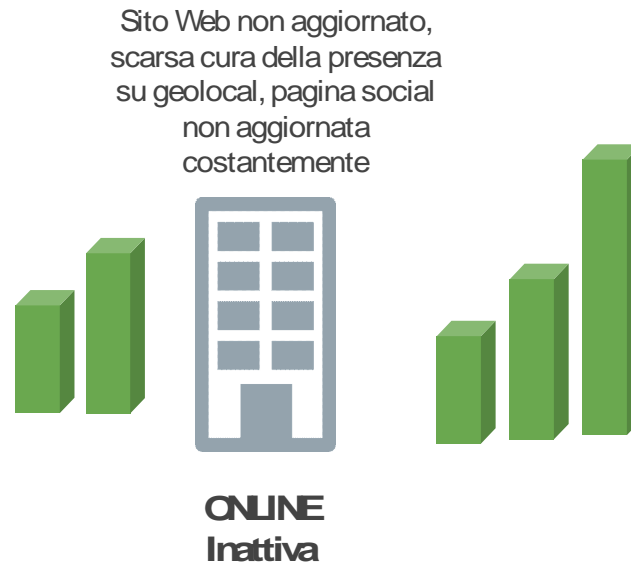 Sito Web non aggiornato,
scarsa cura della presenza
su geolocal, pagina social
non aggiornata
costantemente
ONLINE
Inattiva